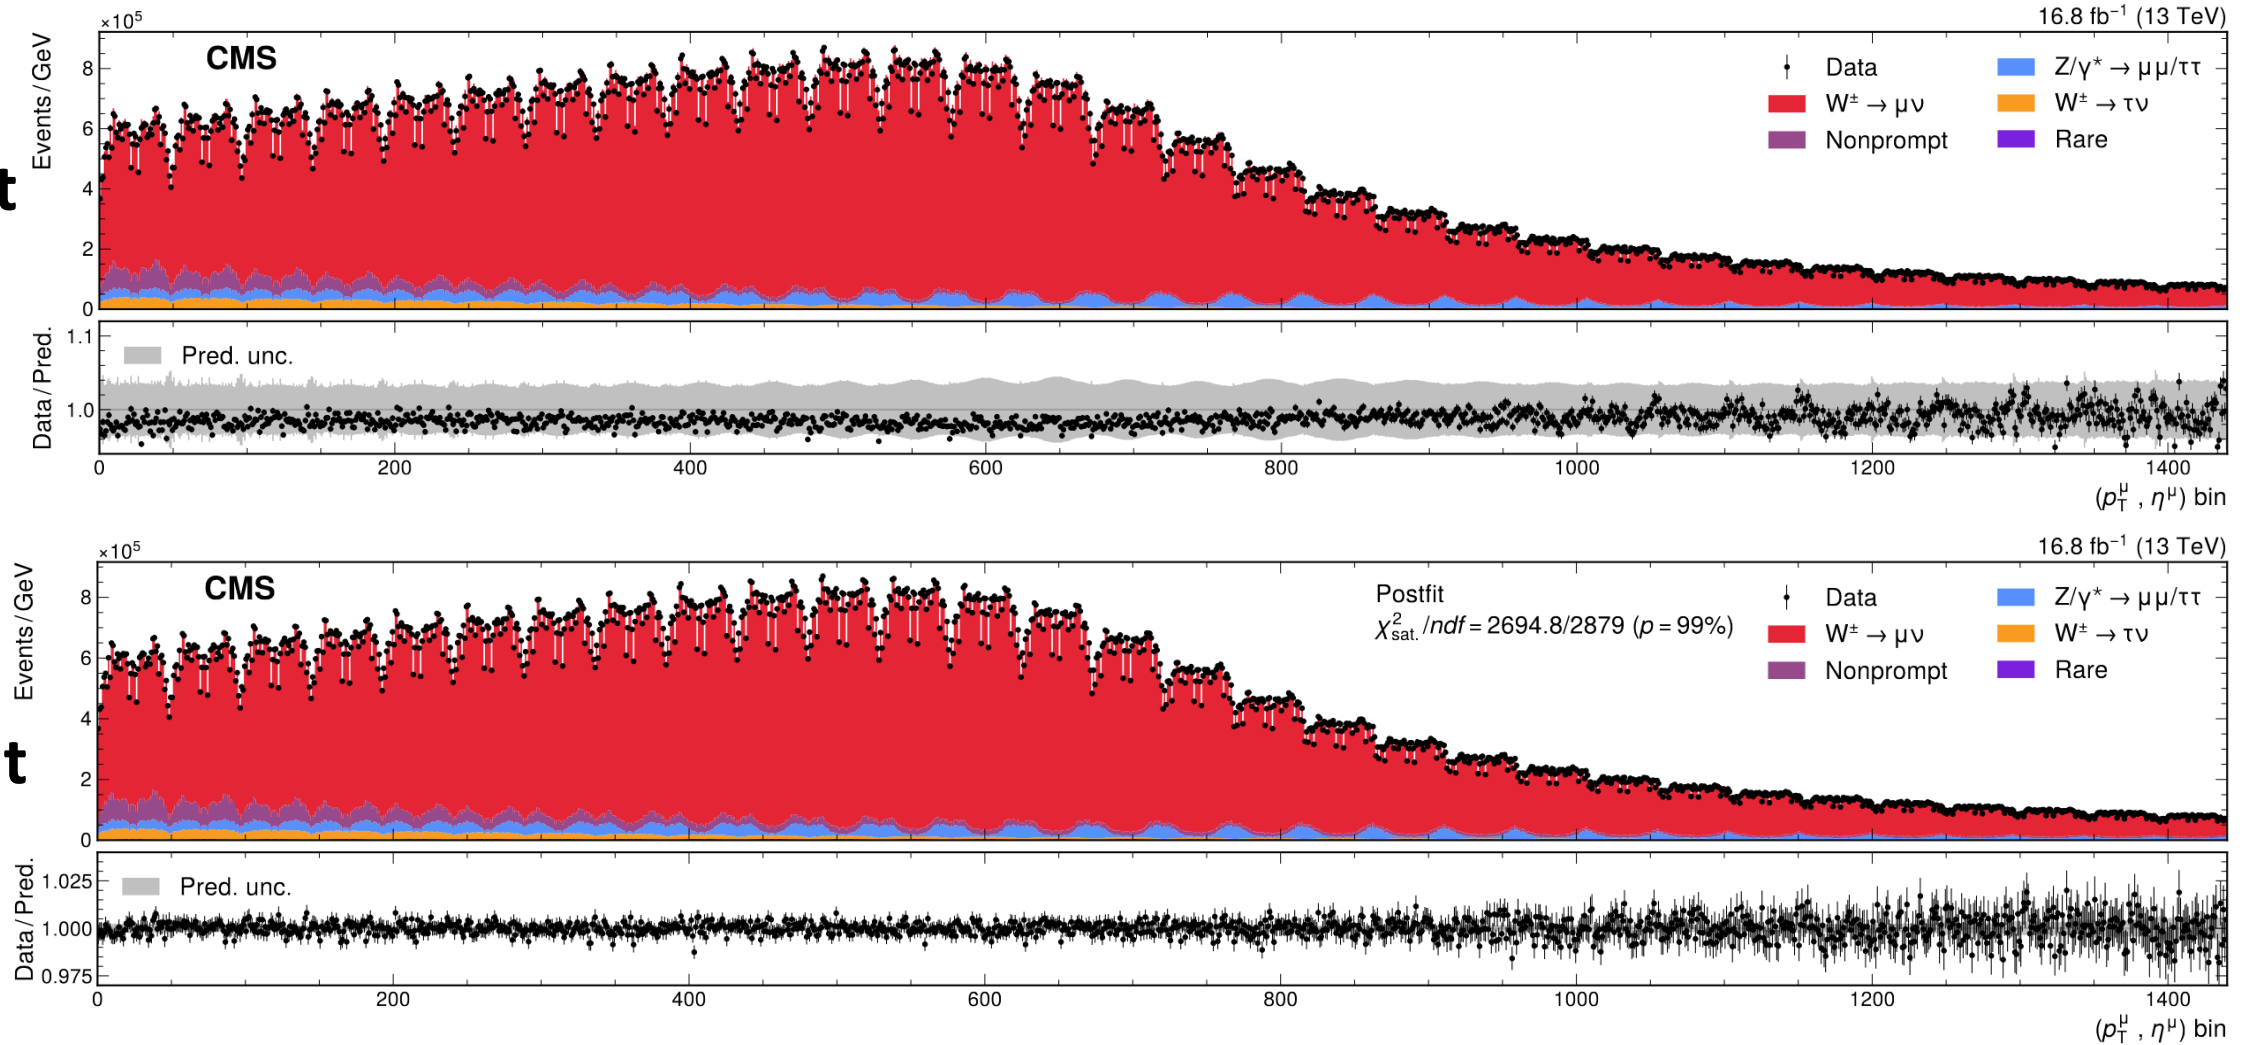 ×10⁵
16.8 fb⁻¹ (13 TeV)
CMS
Events / GeV
8
6
4
2
0
Data
W± → μν
Nonprompt
Z/γ* → μμ/ττ
W± → τν
Rare
t
Data / Pred.
1.1
1.0
Pred. unc.
0 200 400 600 800 1000 1200 1400
(p_T^μ , η^μ) bin
×10⁵
16.8 fb⁻¹ (13 TeV)
CMS
Events / GeV
8
6
4
2
0
Postfit
χ²_sat. /ndf = 2694.8/2879 (p = 99%)
Data
W± → μν
Nonprompt
Z/γ* → μμ/ττ
W± → τν
Rare
t
Data / Pred.
1.025
1.000
0.975
Pred. unc.
0 200 400 600 800 1000 1200 1400
(p_T^μ , η^μ) bin